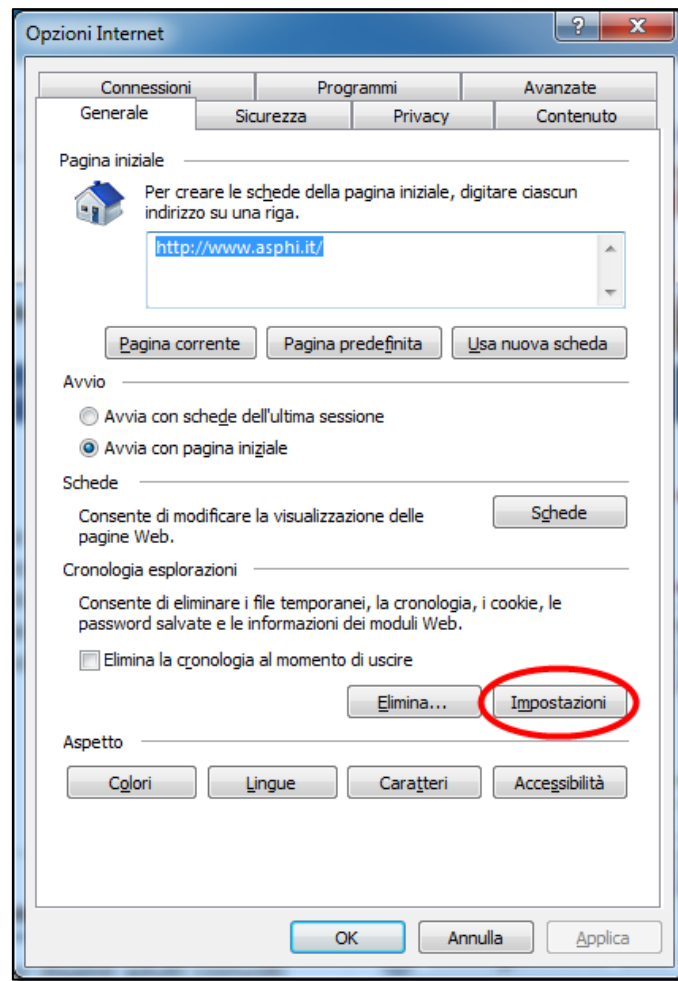 Opzioni Internet
Connessioni Programmi Avanzate
Generale Sicurezza Privacy Contenuto
Pagina iniziale
Per creare le schede della pagina iniziale, digitare ciascun
indirizzo su una riga.
http://www.asphi.it/
Pagina corrente Pagina predefinita Usa nuova scheda
Avvio
Avvia con schede dell'ultima sessione
Avvia con pagina iniziale
Schede
Consente di modificare la visualizzazione delle
pagine Web.
Schede
Cronologia esplorazioni
Consente di eliminare i file temporanei, la cronologia, i cookie, le
password salvate e le informazioni dei moduli Web.
Elimina la cronologia al momento di uscire
Elimina... Impostazioni
Aspetto
Colori Lingue Caratteri Accessibilità
OK Annulla Applica